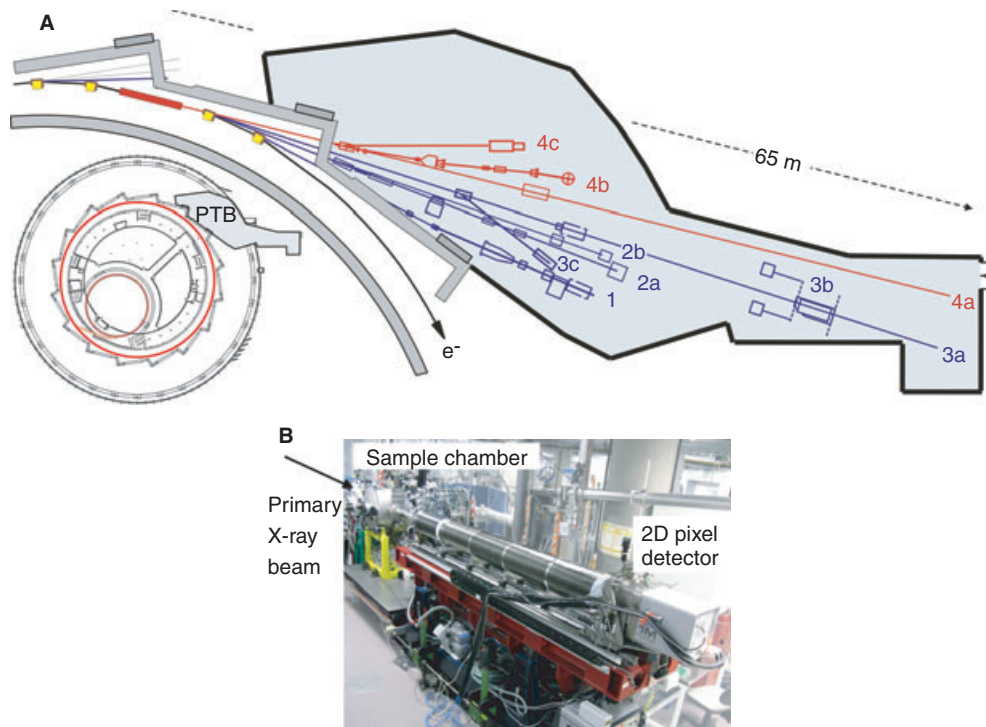 A
65 m
4c
4b
PTB
2b
3c
2a
3b
1
4a
e-
3a
B
Sample chamber
Primary
X-ray
beam
2D pixel
detector
1M